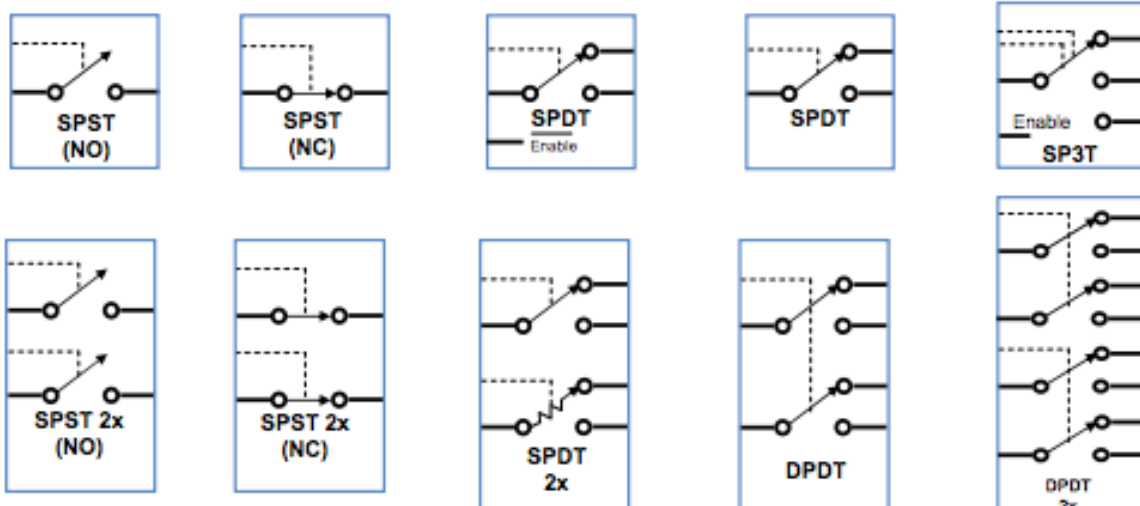 SPST
(NO)
SPST
(NC)
SPDT
Enable
SPDT
Enable
SP3T
SPST 2x
(NO)
SPST 2x
(NC)
SPDT
2x
DPDT
DPDT